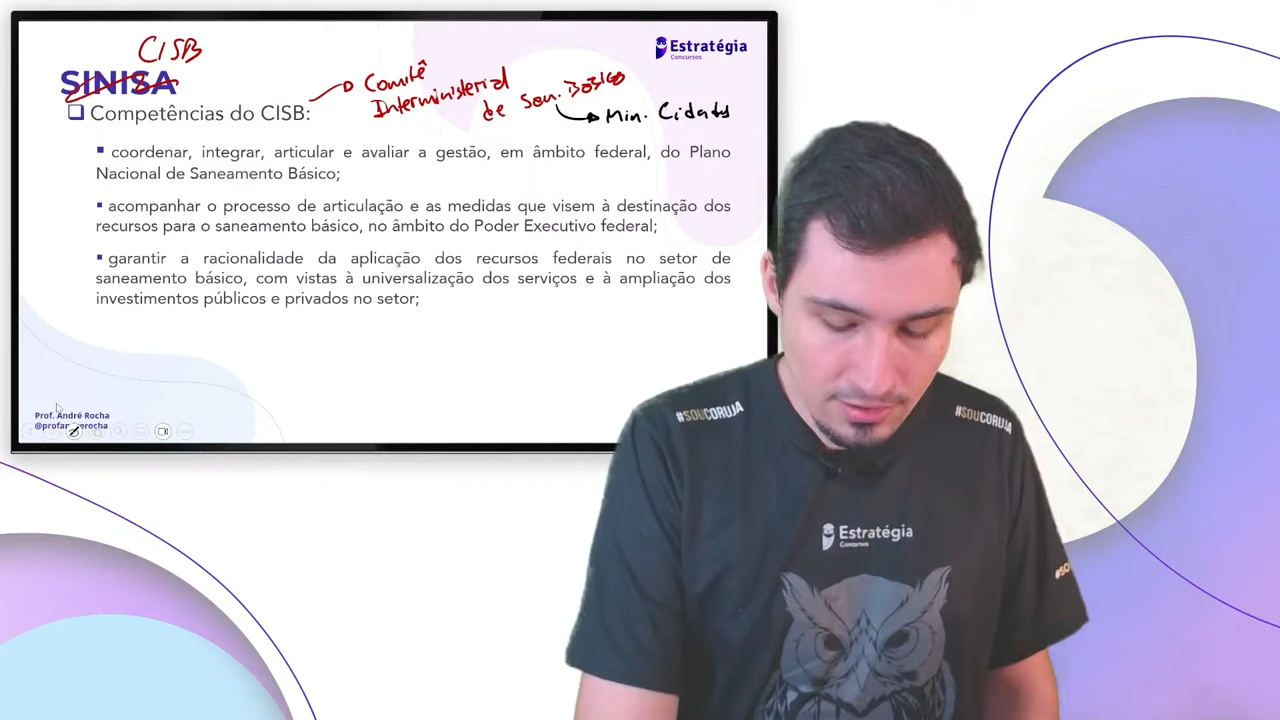 CISB
Estratégia
Concursos
SINISA
Comitê
Interministerial
de San. Básico
Competências do CISB:
Min. Cidades
▪ coordenar, integrar, articular e avaliar a gestão, em âmbito federal, do Plano
Nacional de Saneamento Básico;
▪ acompanhar o processo de articulação e as medidas que visem à destinação dos
recursos para o saneamento básico, no âmbito do Poder Executivo federal;
▪ garantir a racionalidade da aplicação dos recursos federais no setor de
saneamento básico, com vistas à universalização dos serviços e à ampliação dos
investimentos públicos e privados no setor;
Prof. André Rocha
#SOUCORUJA
#SOUCORUJA
Estratégia
Concursos